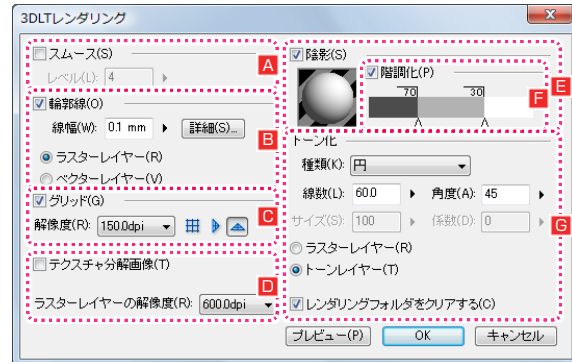 3DLTレンダリング
スムース(S)
レベル(L): 4
A
輪郭線(O)
線幅(W): 0.1 mm 詳細(S)...
B
ラスターレイヤー(R)
ベクターレイヤー(V)
グリッド(G)
C
解像度(R): 150.0dpi
テクスチャ分解画像(T)
D
ラスターレイヤーの解像度(R): 600.0dpi
陰影(S)
E
階調化(P)
F
70 30
トーン化
種類(K): 円
線数(L): 60.0 角度(A): 45
サイズ(S): 100 係数(D): 0
G
ラスターレイヤー(R)
トーンレイヤー(T)
レンダリングフォルダをクリアする(C)
プレビュー(P) OK キャンセル